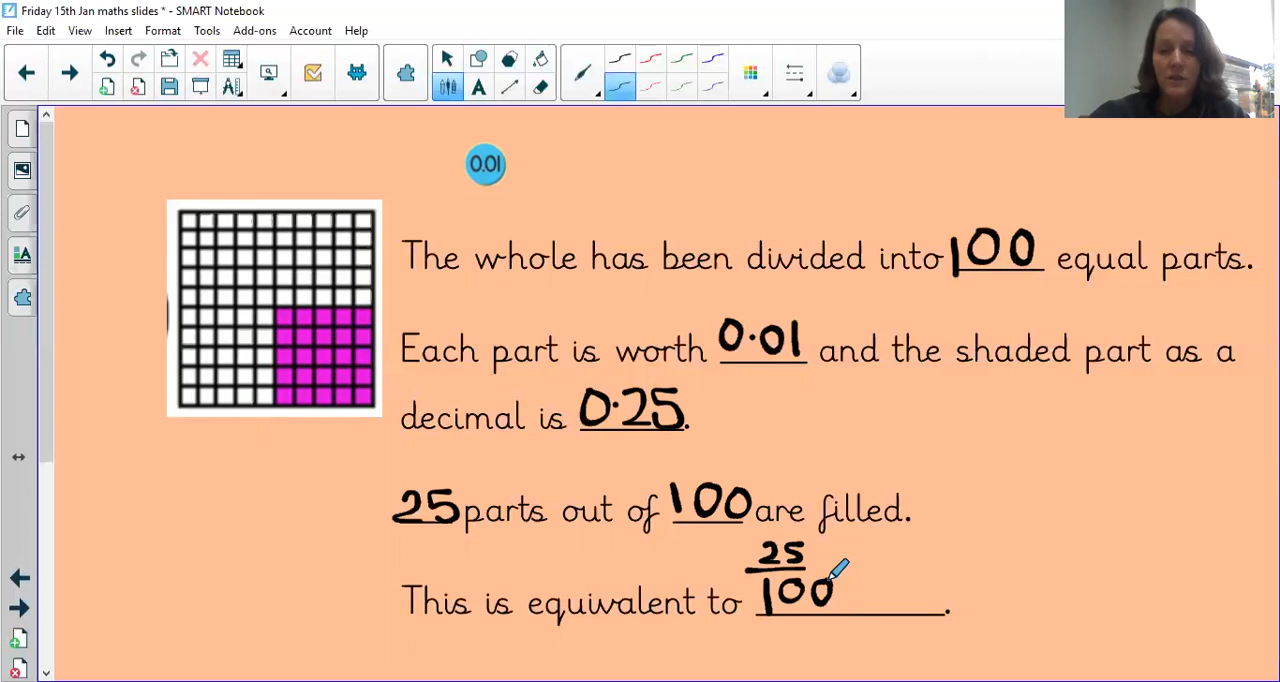 Friday 15th Jan maths slides * - SMART Notebook
File Edit View Insert Format Tools Add-ons Account Help
0.01
The whole has been divided into 100 equal parts.
Each part is worth 0.01 and the shaded part as a
decimal is 0.25.
25 parts out of 100 are filled.
25
This is equivalent to 100.